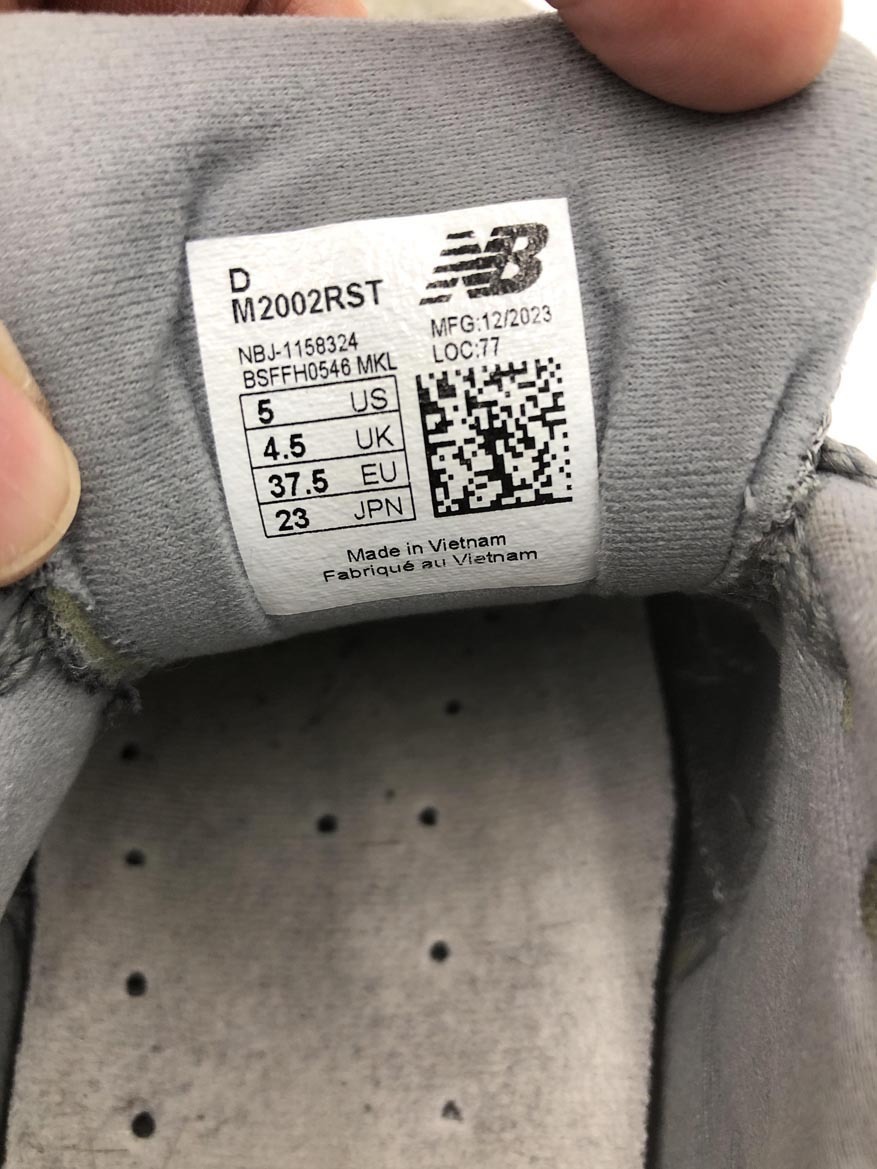 D
M2002RST
NB
MFG:12/2023
LOC:77
NBJ-1158324
BSFFH0546 MKL
5 US
4.5 UK
37.5 EU
23 JPN
Made in Vietnam
Fabriqué au Vietnam